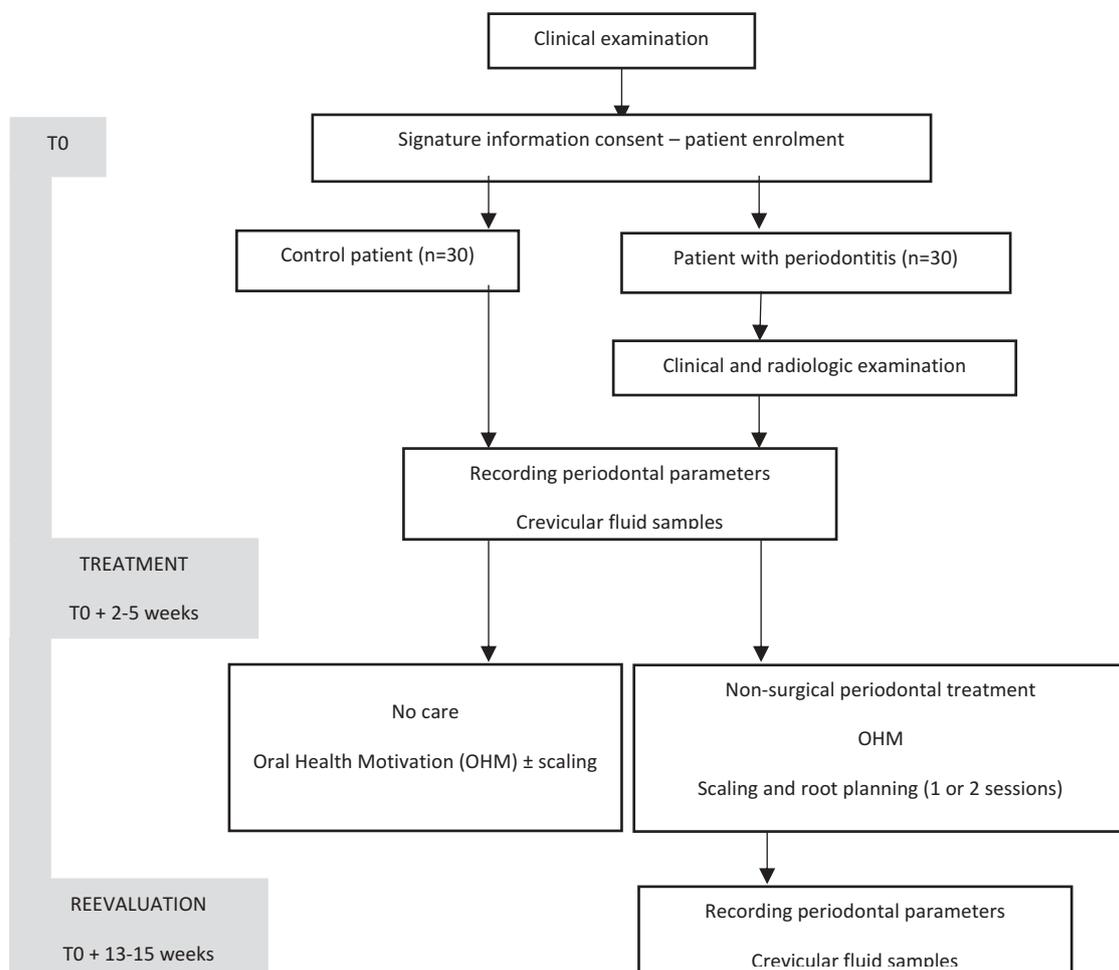 Clinical examination
T0
Signature information consent – patient enrolment
Control patient (n=30)
Patient with periodontitis (n=30)
Clinical and radiologic examination
Recording periodontal parameters
Crevicular fluid samples
TREATMENT
T0 + 2-5 weeks
No care
Oral Health Motivation (OHM) ± scaling
Non-surgical periodontal treatment
OHM
Scaling and root planning (1 or 2 sessions)
REEVALUATION
T0 + 13-15 weeks
Recording periodontal parameters
Crevicular fluid samples